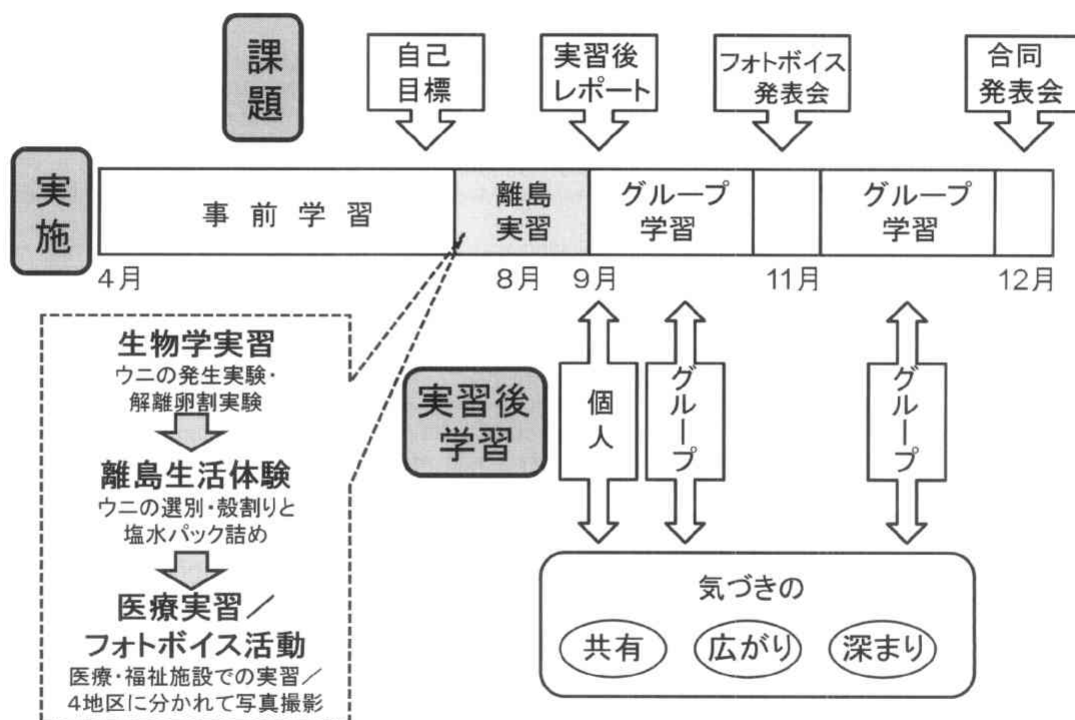 課題
自己
目標
実習後
レポート
フォトボイス
発表会
合同
発表会
実施
事前学習
離島
実習
グループ
学習
グループ
学習
4月
8月
9月
11月
12月
生物学実習
ウニの発生実験・
解離卵割実験
離島生活体験
ウニの選別・殻割りと
塩水パック詰め
医療実習／
フォトボイス活動
医療・福祉施設での実習／
4地区に分かれて写真撮影
実習後
学習
個人
グループ
グループ
気づきの
共有
広がり
深まり